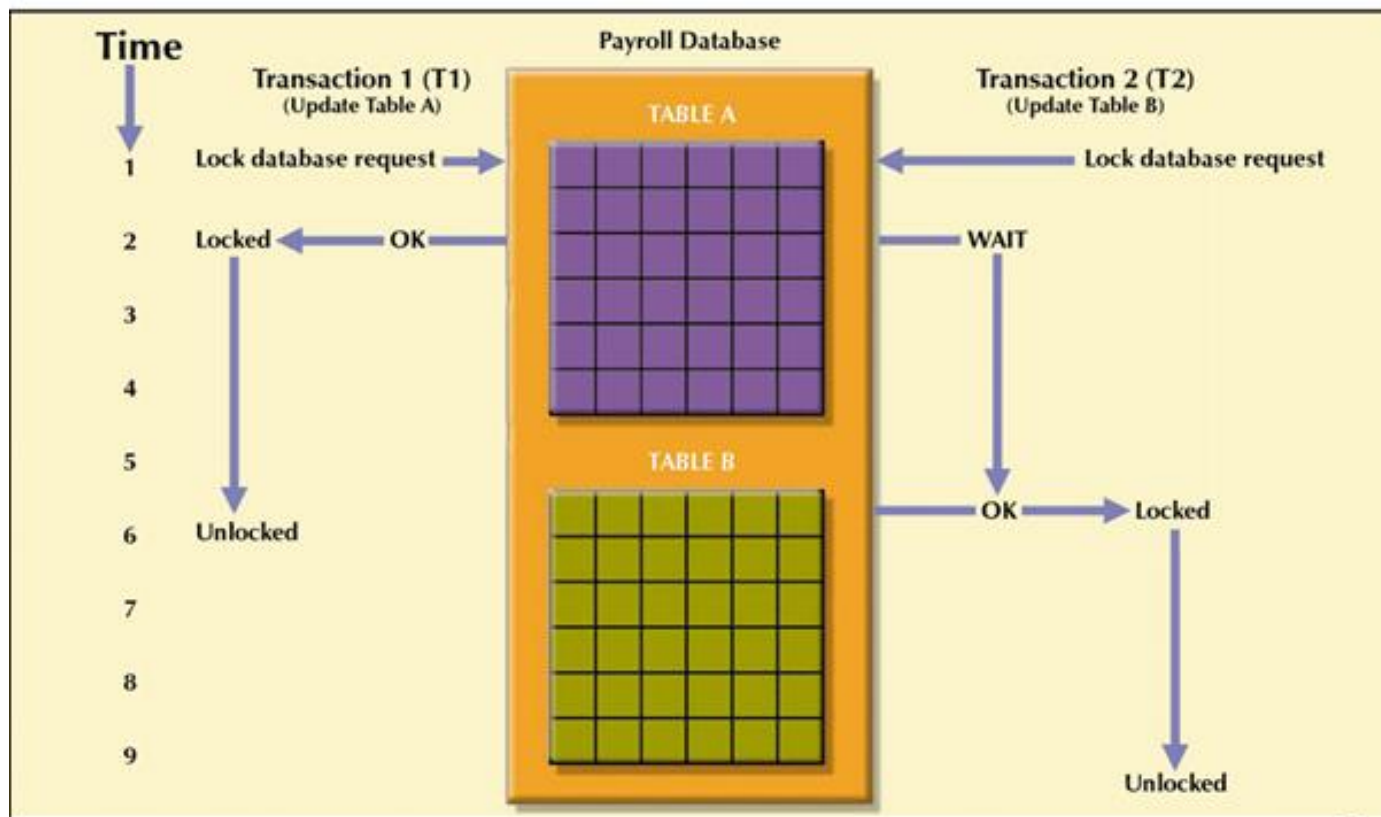 Time
Payroll Database
Transaction 1 (T1)
(Update Table A)
Transaction 2 (T2)
(Update Table B)
TABLE A
1 Lock database request Lock database request
2 Locked OK WAIT
3
4
5
TABLE B
OK Locked
6 Unlocked
7
8
9
Unlocked